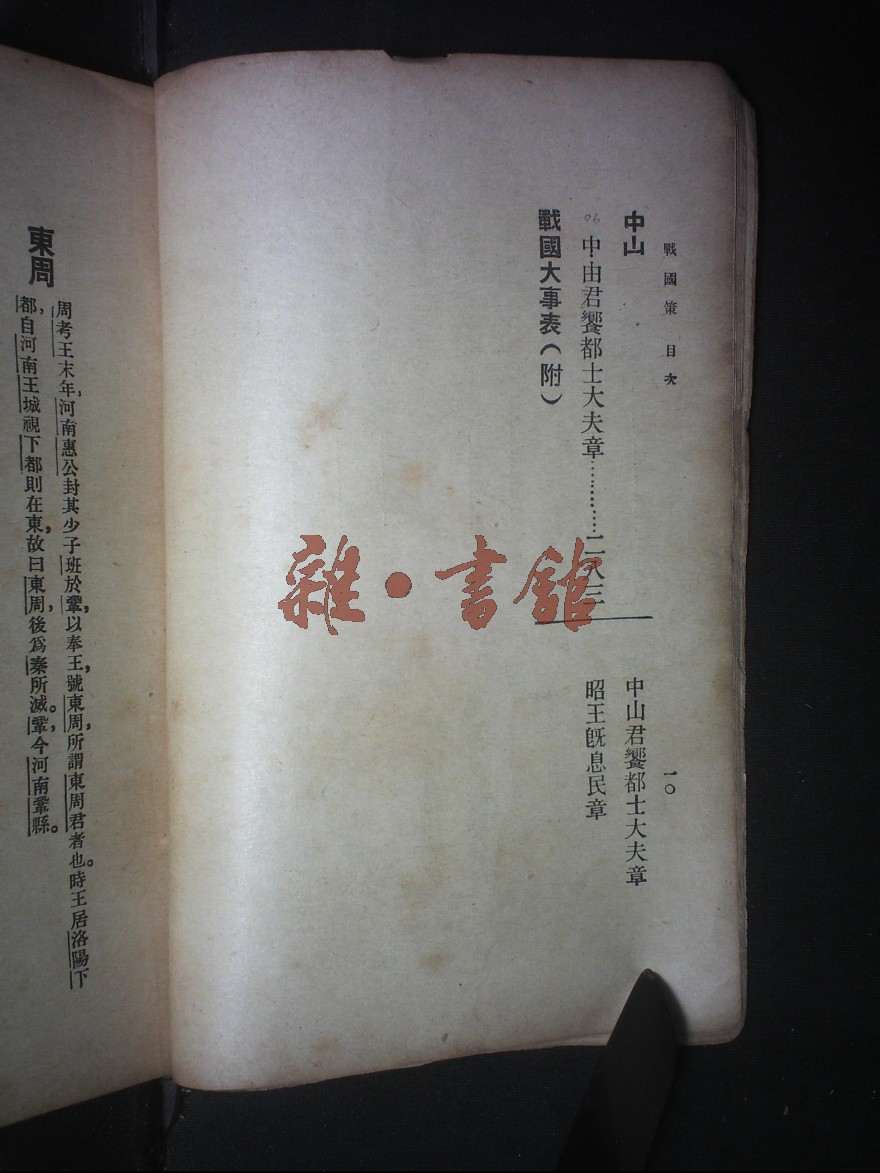 戰國策　目次
一〇
中山
中山君饗都士大夫章
中由君饗都士大夫章…………二八三
昭王旣息民章
戰國大事表（附）
雜·書館
東周
周考王末年，河南惠公封其少子班於鞏，以奉王號東周，所謂東周君者也。時王居洛陽下
都，自河南王城視下都則在東，故曰東周，後爲秦所滅。鞏，今河南鞏縣。